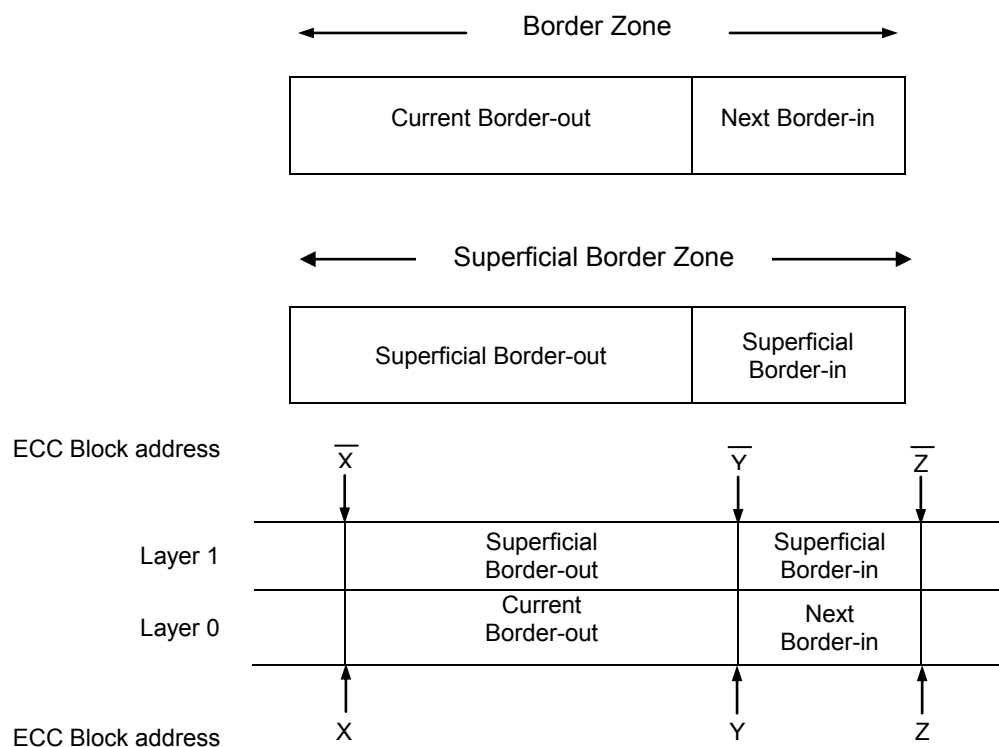 Border Zone
Current Border-out
Next Border-in
Superficial Border Zone
Superficial Border-out
Superficial
Border-in
ECC Block address
X̅
Y̅
Z̅
Layer 1
Superficial
Border-out
Superficial
Border-in
Layer 0
Current
Border-out
Next
Border-in
ECC Block address
X
Y
Z